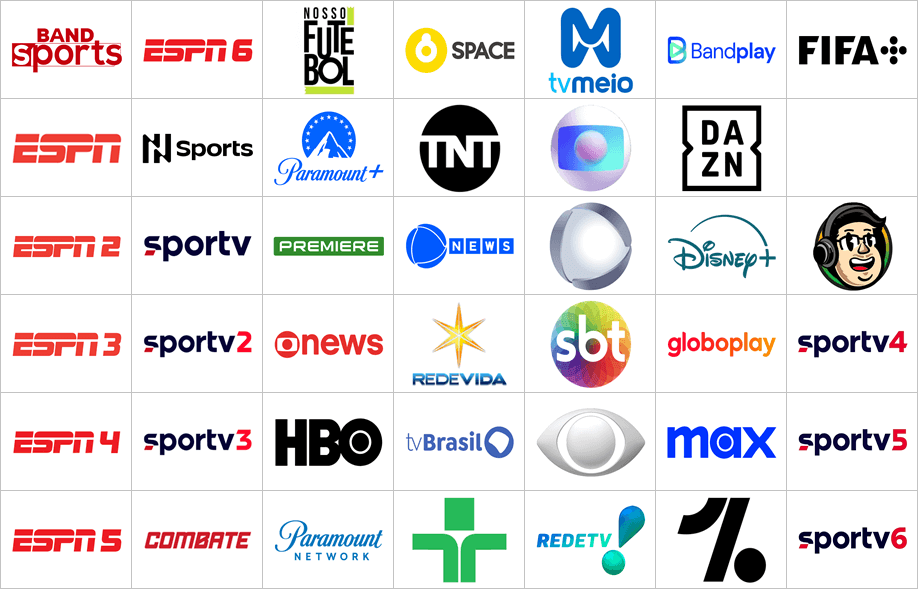 BAND
sports
ESPN 6
NOSSO
FUTE
BOL
SPACE
tvmeio
Bandplay
FIFA+
ESPN
N Sports
Paramount+
TNT
DA
ZN
ESPN 2
sportv
PREMIERE
NEWS
Disney+
ESPN 3
sportv2
news
REDEVIDA
sbt
globoplay
sportv4
ESPN 4
sportv3
HBO
tvBrasil
max
sportv5
ESPN 5
COMBATE
Paramount
NETWORK
REDETV!
sportv6